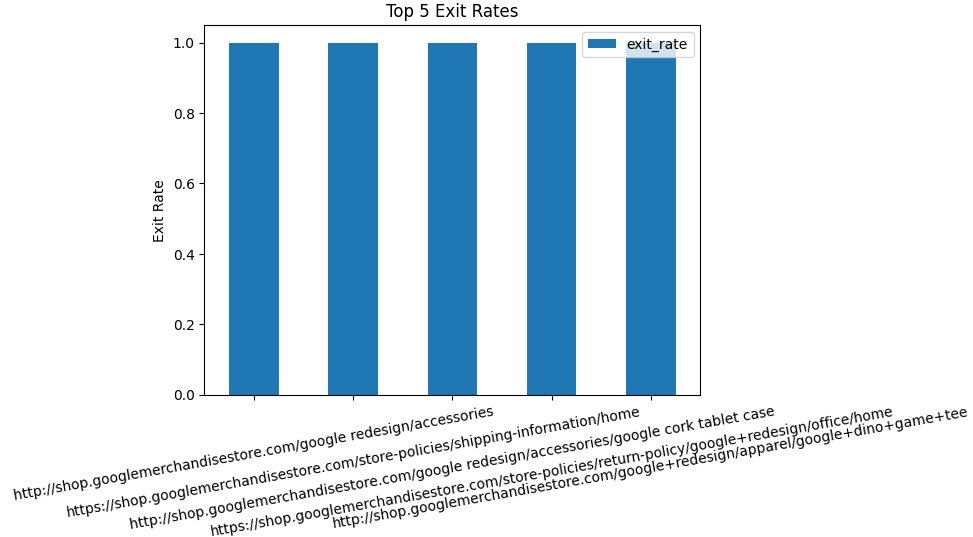 Top 5 Exit Rates
exit_rate
Exit Rate
1.0
0.8
0.6
0.4
0.2
0.0
http://shop.googlemerchandisestore.com/google redesign/accessories
https://shop.googlemerchandisestore.com/store-policies/shipping-information/home
http://shop.googlemerchandisestore.com/google redesign/accessories/google cork tablet case
https://shop.googlemerchandisestore.com/store-policies/return-policy/google+redesign/office/home
http://shop.googlemerchandisestore.com/google+redesign/apparel/google+dino+game+tee